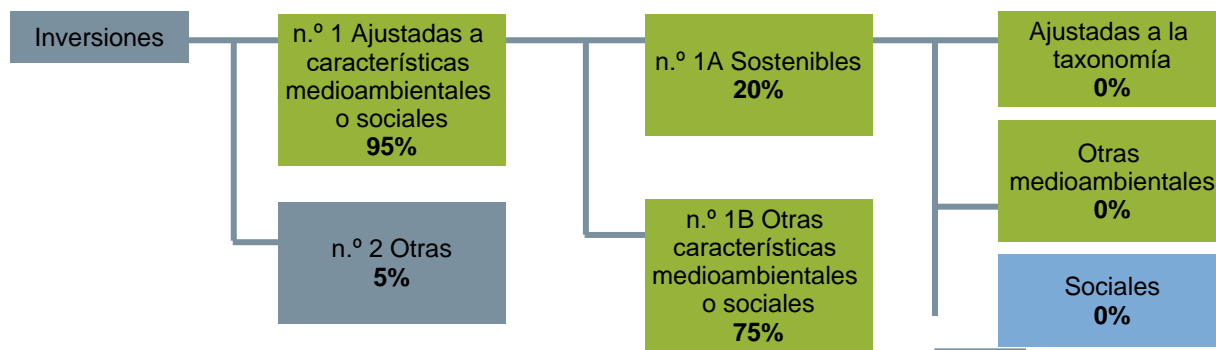 Inversiones
n.º 1 Ajustadas a
características
medioambientales
o sociales
95%
n.º 2 Otras
5%
n.º 1A Sostenibles
20%
n.º 1B Otras
características
medioambientales
o sociales
75%
Ajustadas a la
taxonomía
0%
Otras
medioambientales
0%
Sociales
0%